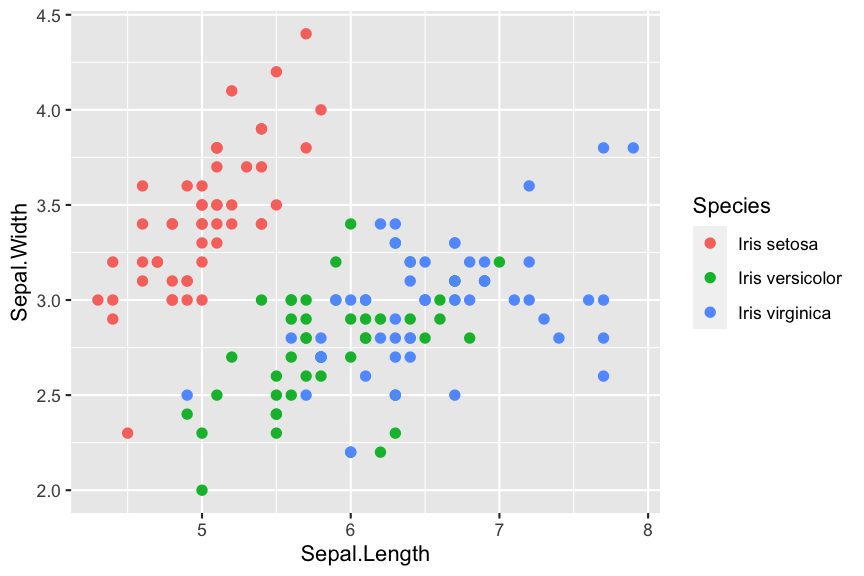 4.5
4.0
3.5
3.0
2.5
2.0
Sepal.Width
5 6 7 8
Sepal.Length
Species
Iris setosa
Iris versicolor
Iris virginica